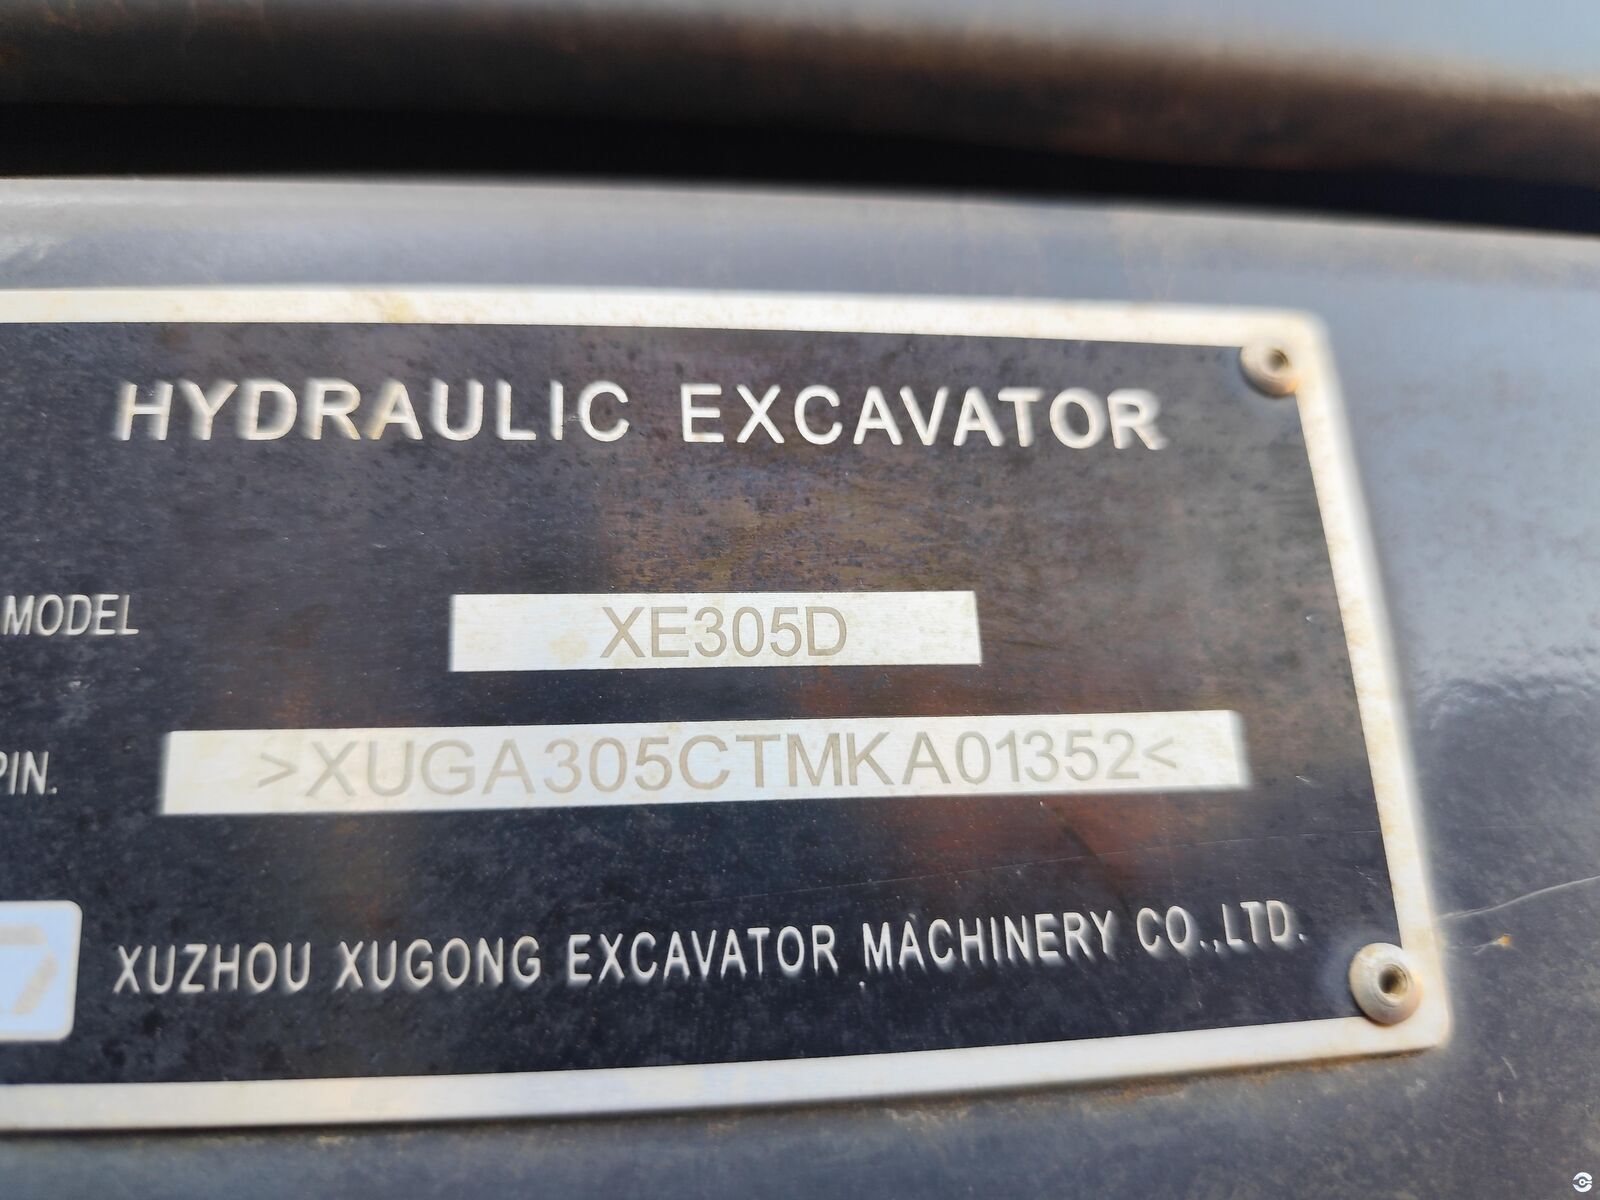 HYDRAULIC EXCAVATOR
MODEL XE305D
PIN. >XUGA305CTMKA01352<
XUZHOU XUGONG EXCAVATOR MACHINERY CO.,LTD.